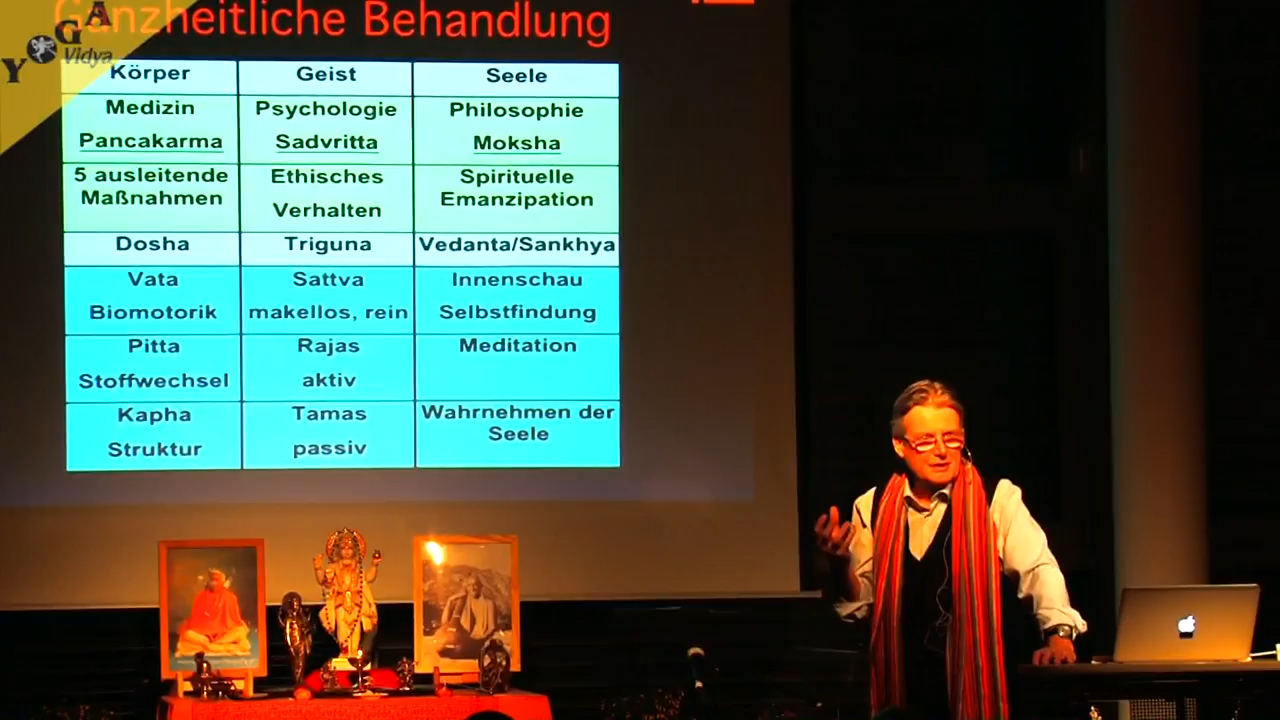 Ganzheitliche Behandlung
YOGA
Vidya
Körper Geist Seele
Medizin Psychologie Philosophie
Pancakarma Sadvritta Moksha
5 ausleitende Maßnahmen
Ethisches Verhalten
Spirituelle Emanzipation
Dosha Triguna Vedanta/Sankhya
Vata Sattva Innenschau
Biomotorik makellos, rein Selbstfindung
Pitta Rajas Meditation
Stoffwechsel aktiv
Kapha Tamas Wahrnehmen der
Struktur passiv Seele